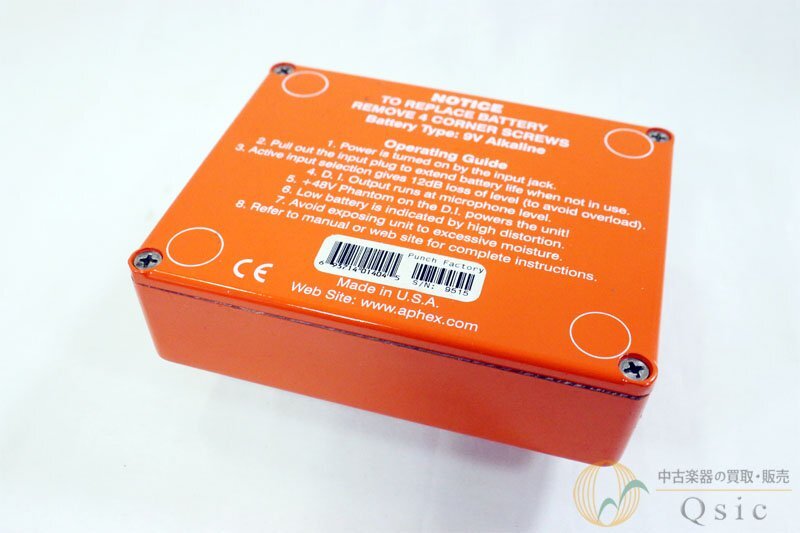 NOTICE
TO REPLACE BATTERY
REMOVE 4 CORNER SCREWS
Battery Type: 9V Alkaline
Operating Guide
1. Power is turned on by the input jack.
2. Pull out the input plug to extend battery life when not in use.
3. Active input selection gives 12dB loss of level (to avoid overload).
4. D. I. Output runs at microphone level.
5. +48V Phantom on the D.I. powers the unit!
6. Low battery is indicated by high distortion.
7. Avoid exposing unit to excessive moisture.
8. Refer to manual or web site for complete instructions.
CE
Punch Factory
6 93714 01404 5
S/N: 9515
Made in U.S.A.
Web Site: www.aphex.com
中古楽器の買取・販売
Qsic